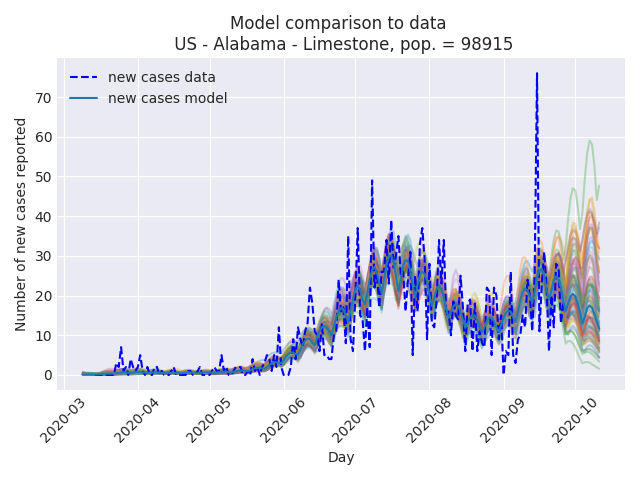 Model comparison to data
US - Alabama - Limestone, pop. = 98915
new cases data
new cases model
Number of new cases reported
70
60
50
40
30
20
10
0
2020-03
2020-04
2020-05
2020-06
2020-07
2020-08
2020-09
2020-10
Day